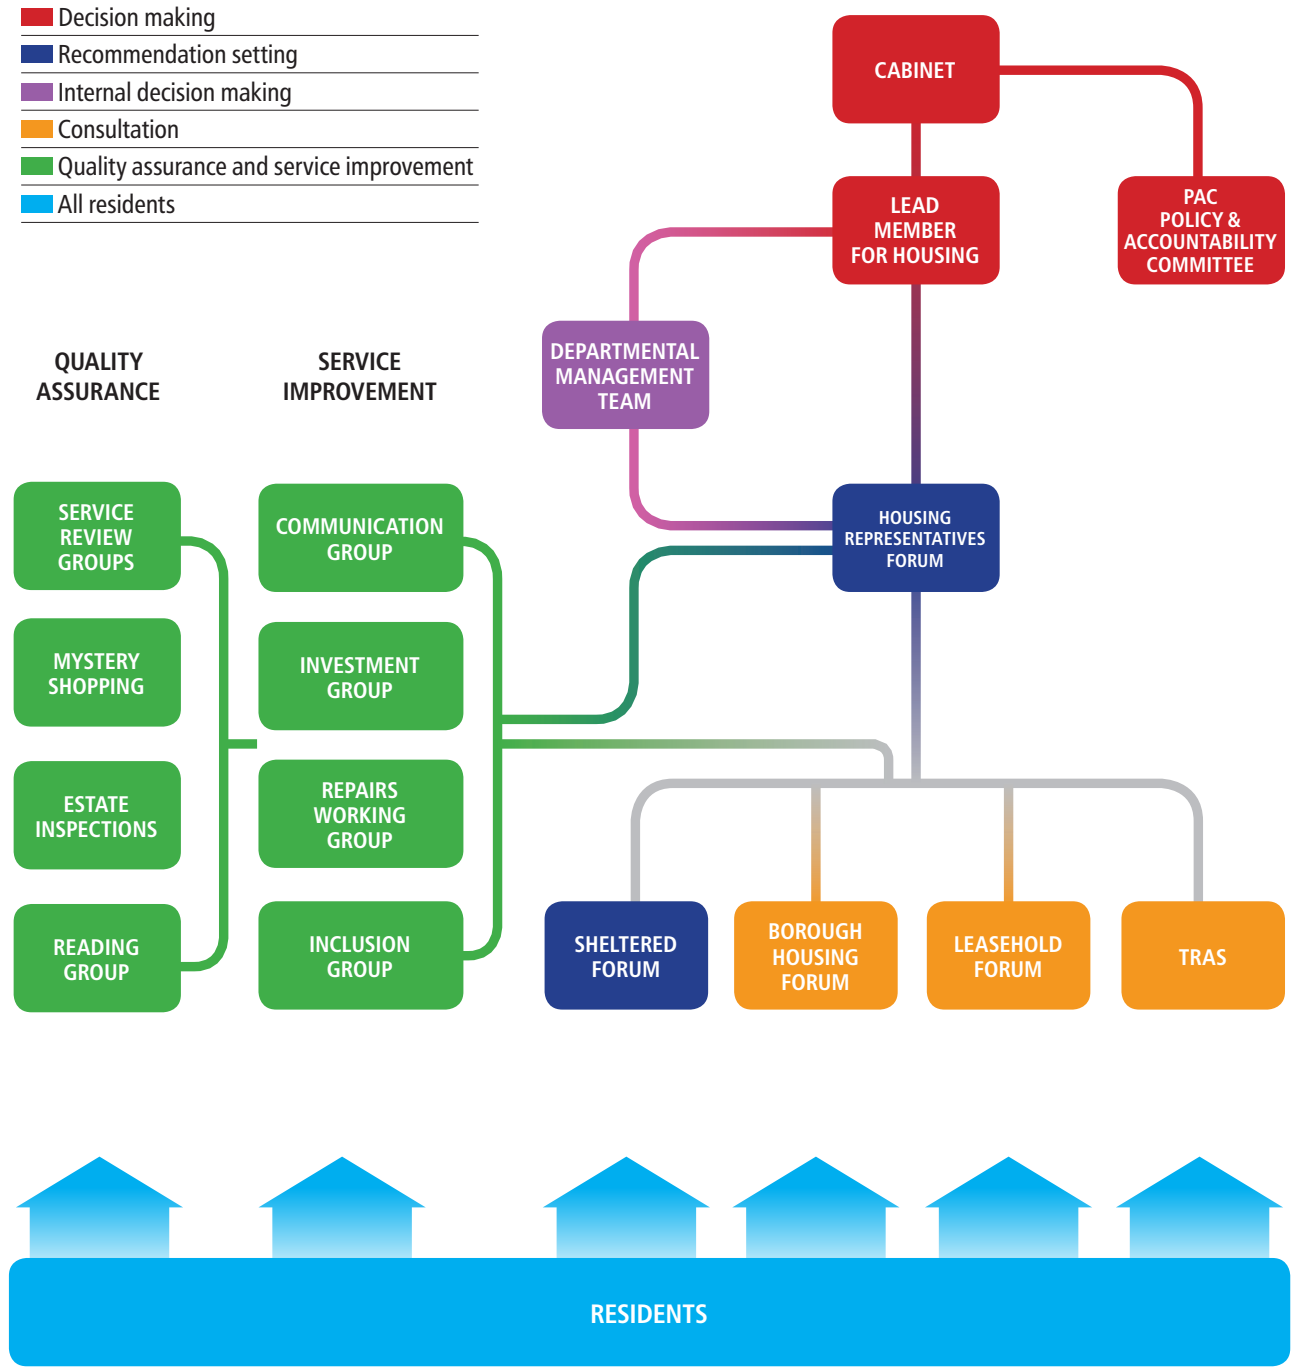 Decision making
Recommendation setting
Internal decision making
Consultation
Quality assurance and service improvement
All residents
CABINET
LEAD
MEMBER
FOR HOUSING
PAC
POLICY &
ACCOUNTABILITY
COMMITTEE
DEPARTMENTAL
MANAGEMENT
TEAM
QUALITY
ASSURANCE
SERVICE
IMPROVEMENT
SERVICE
REVIEW
GROUPS
COMMUNICATION
GROUP
HOUSING
REPRESENTATIVES
FORUM
MYSTERY
SHOPPING
INVESTMENT
GROUP
ESTATE
INSPECTIONS
REPAIRS
WORKING
GROUP
READING
GROUP
INCLUSION
GROUP
SHELTERED
FORUM
BOROUGH
HOUSING
FORUM
LEASEHOLD
FORUM
TRAS
RESIDENTS